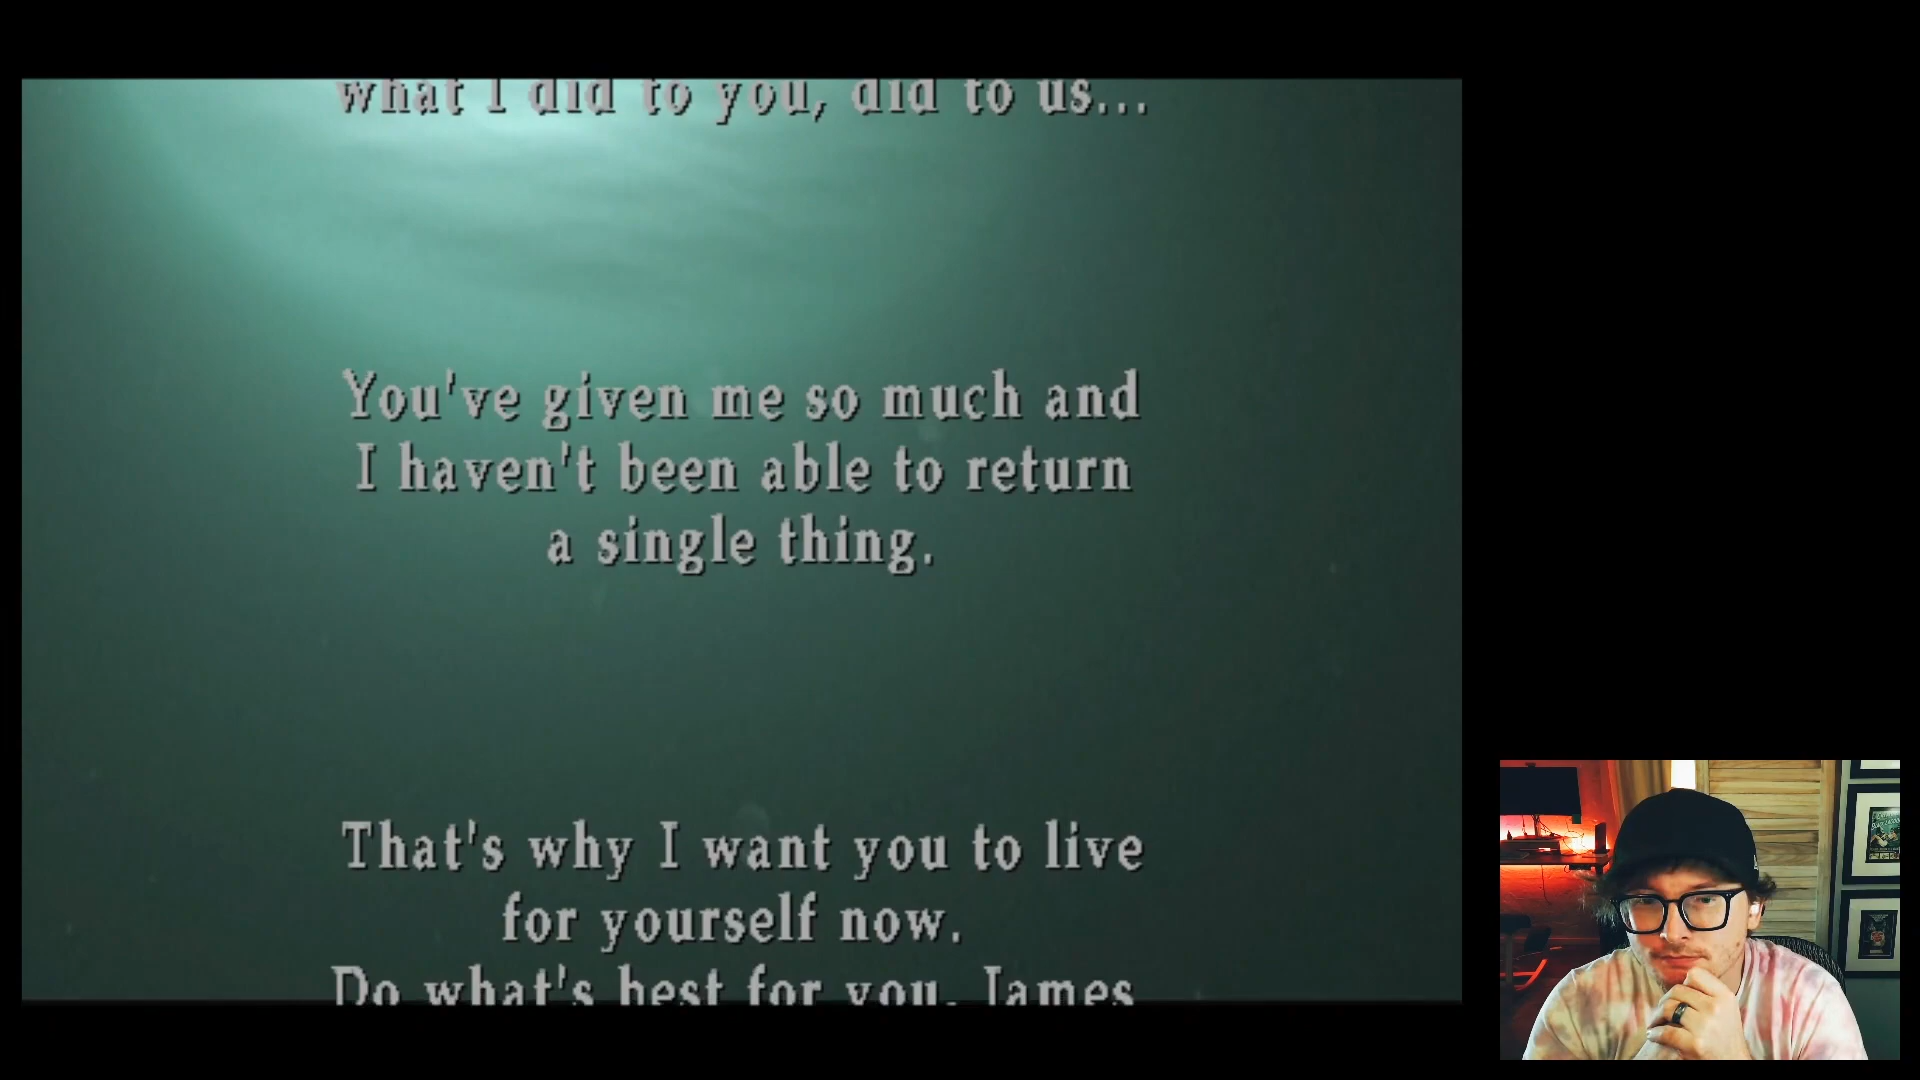 what I did to you, did to us...
You've given me so much and
I haven't been able to return
a single thing.
That's why I want you to live
for yourself now.
Do what's best for you, James